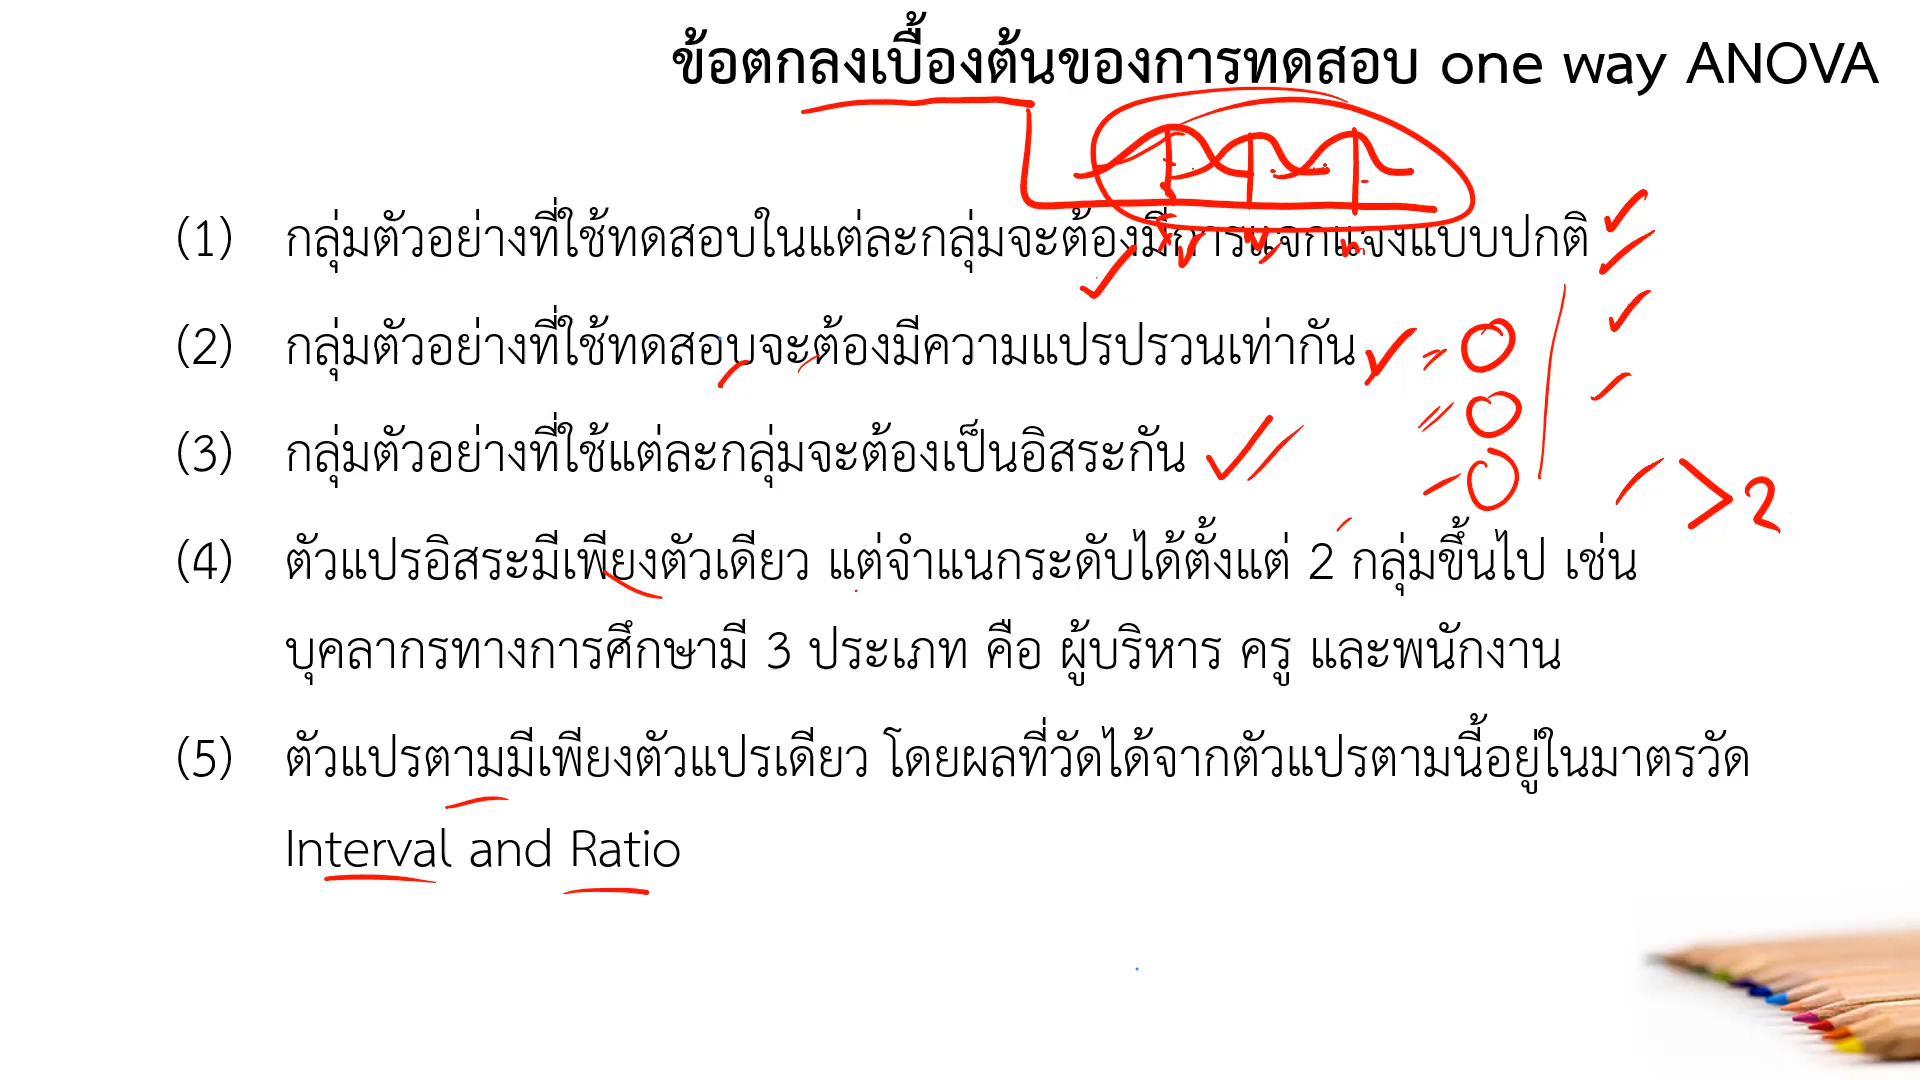 ข้อตกลงเบื้องต้นของการทดสอบ one way ANOVA
(1) กลุ่มตัวอย่างที่ใช้ทดสอบในแต่ละกลุ่มจะต้องมีการแจกแจงแบบปกติ
(2) กลุ่มตัวอย่างที่ใช้ทดสอบจะต้องมีความแปรปรวนเท่ากัน
(3) กลุ่มตัวอย่างที่ใช้แต่ละกลุ่มจะต้องเป็นอิสระกัน
>2
(4) ตัวแปรอิสระมีเพียงตัวเดียว แต่จำแนกระดับได้ตั้งแต่ 2 กลุ่มขึ้นไป เช่น
บุคลากรทางการศึกษามี 3 ประเภท คือ ผู้บริหาร ครู และพนักงาน
(5) ตัวแปรตามมีเพียงตัวแปรเดียว โดยผลที่วัดได้จากตัวแปรตามนี้อยู่ในมาตรวัด
Interval and Ratio